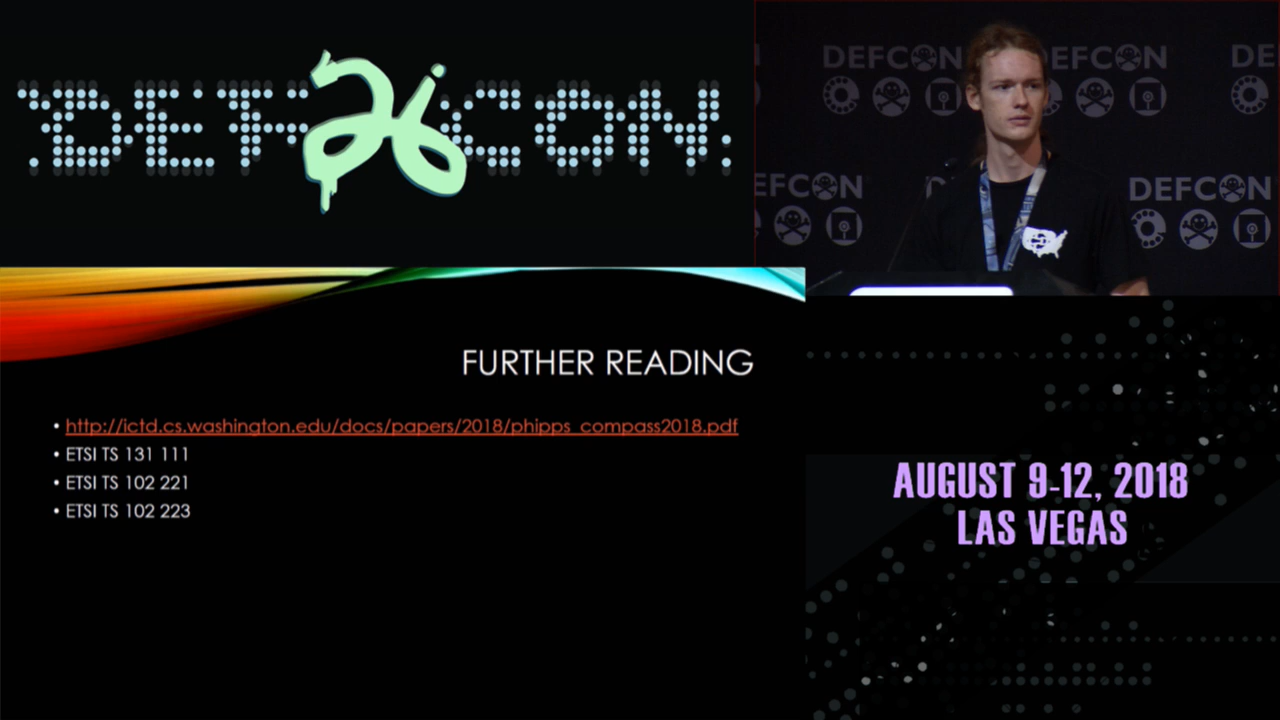 DEF CON
26
DEFCON
DEFCON
DEFCON
DEFCON
FURTHER READING
• http://ictd.cs.washington.edu/docs/papers/2018/phipps_compass2018.pdf
• ETSI TS 131 111
• ETSI TS 102 221
• ETSI TS 102 223
AUGUST 9-12, 2018
LAS VEGAS